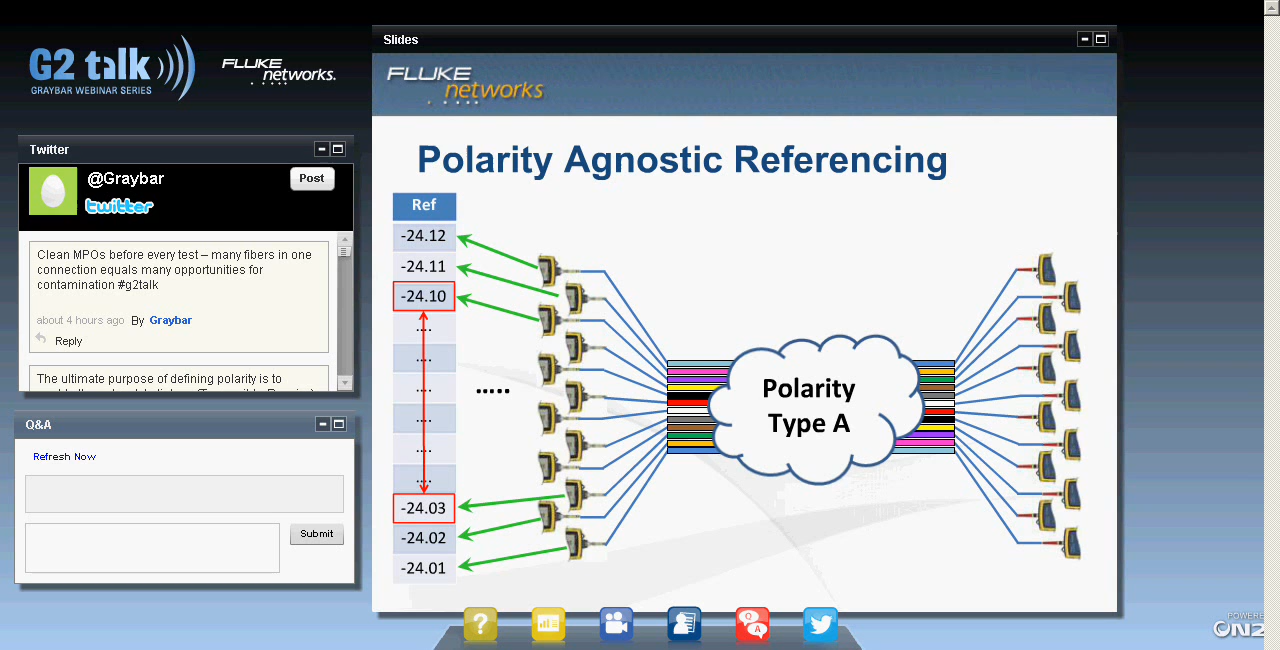 G2 talk
GRAYBAR WEBINAR SERIES
FLUKE
networks.
Twitter
@Graybar
twitter
Post
Clean MPOs before every test – many fibers in one
connection equals many opportunities for
contamination #g2talk
about 4 hours ago By Graybar
Reply
The ultimate purpose of defining polarity is to
Q&A
Refresh Now
Submit
Slides
FLUKE
networks
Polarity Agnostic Referencing
Ref
-24.12
-24.11
-24.10
....
....
....
....
....
....
-24.03
-24.02
-24.01
.....
Polarity
Type A
?
Q
A
POWERE
ON2